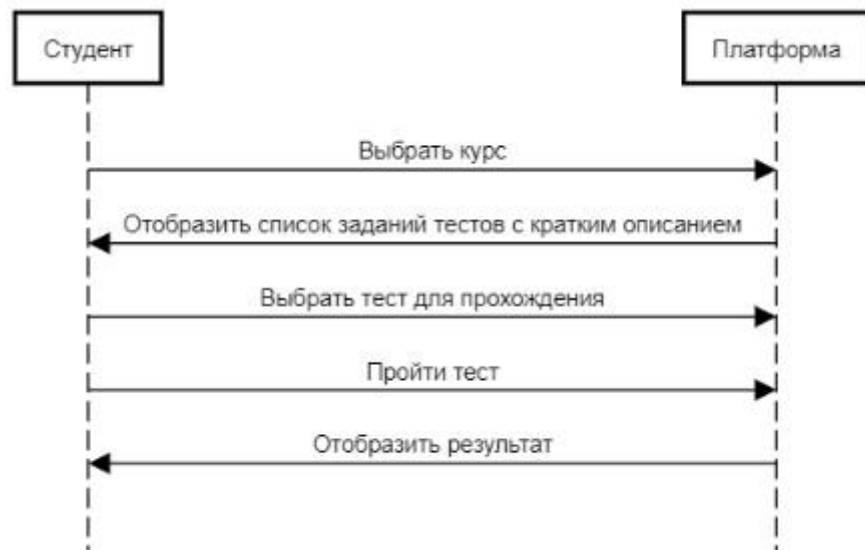 Студент
Платформа
Выбрать курс
Отобразить список заданий тестов с кратким описанием
Выбрать тест для прохождения
Пройти тест
Отобразить результат